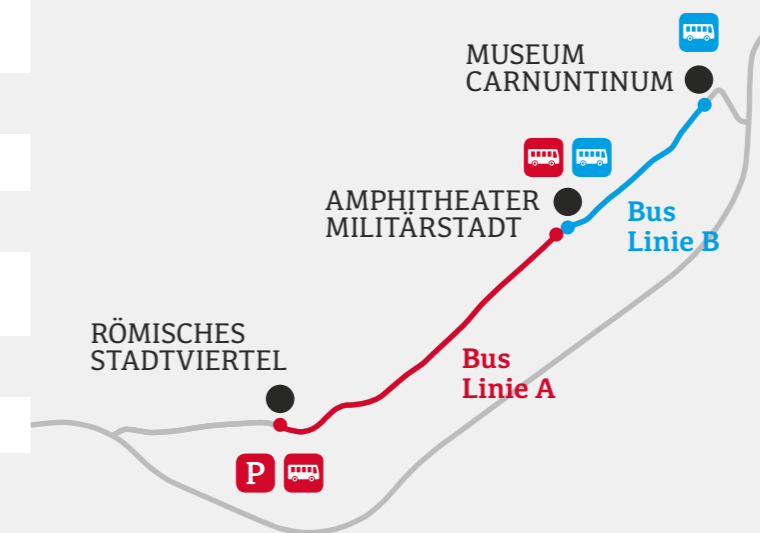 MUSEUM
CARNUNTINUM
AMPHITHEATER
MILITÄRSTADT
Bus
Linie B
RÖMISCHES
STADTVIERTEL
Bus
Linie A
P